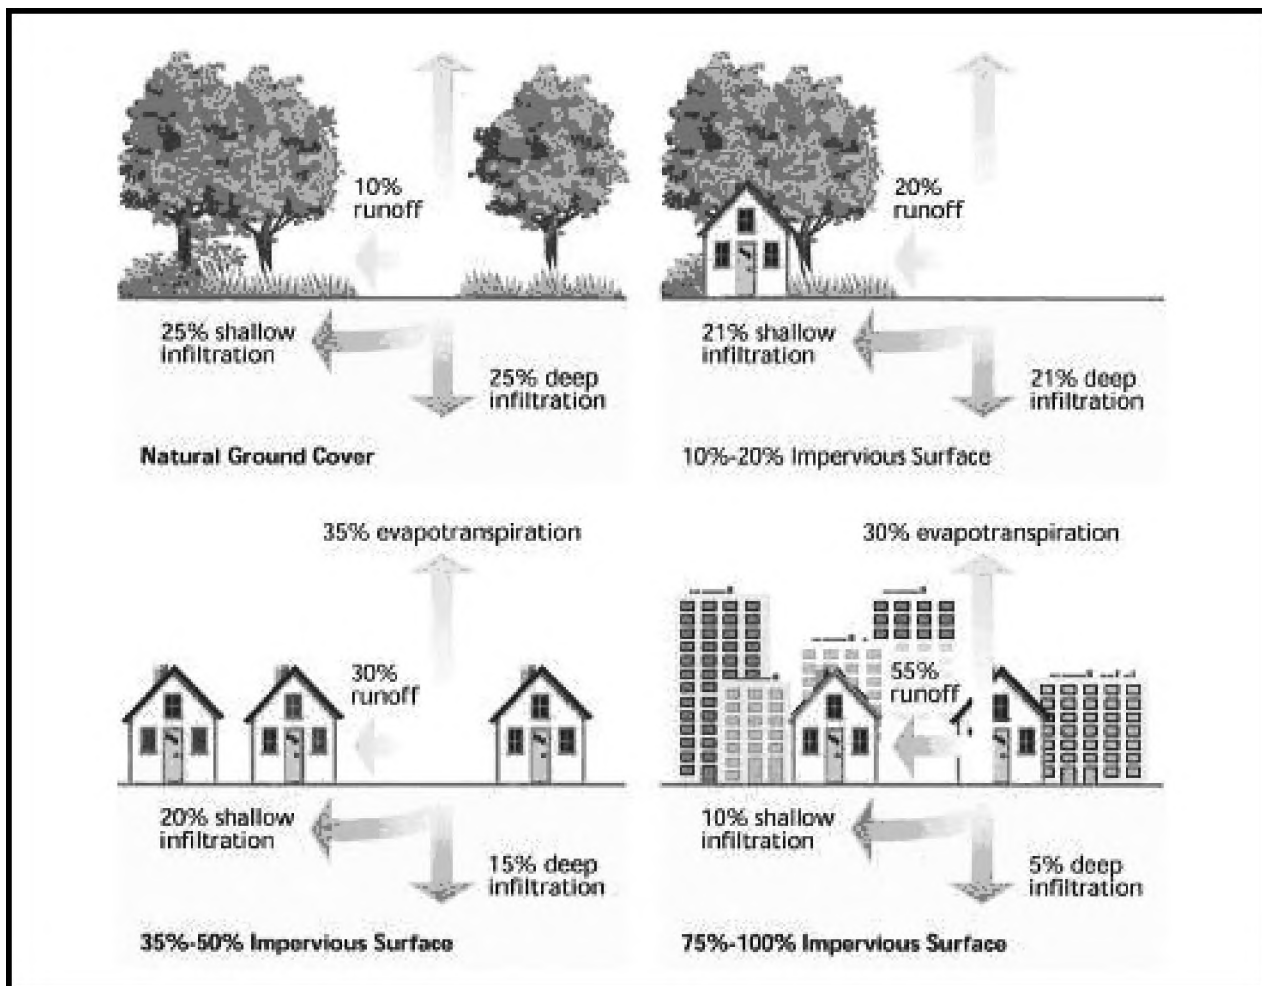 10%
runoff
25% shallow
infiltration
25% deep
infiltration
Natural Ground Cover
20%
runoff
21% shallow
infiltration
21% deep
infiltration
10%-20% Impervious Surface
35% evapotranspiration
30%
runoff
20% shallow
infiltration
15% deep
infiltration
35%-50% Impervious Surface
30% evapotranspiration
55%
runoff
10% shallow
infiltration
5% deep
infiltration
75%-100% Impervious Surface